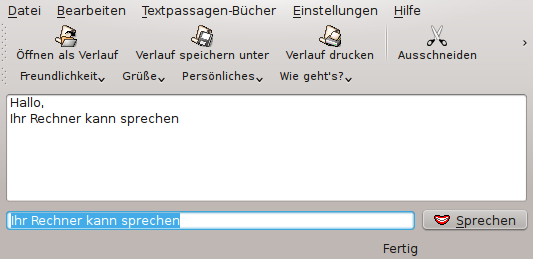 Datei Bearbeiten Textpassagen-Bücher Einstellungen Hilfe
Öffnen als Verlauf Verlauf speichern unter Verlauf drucken Ausschneiden
Freundlichkeit Grüße Persönliches Wie geht's?
Hallo,
Ihr Rechner kann sprechen
Ihr Rechner kann sprechen Sprechen
Fertig